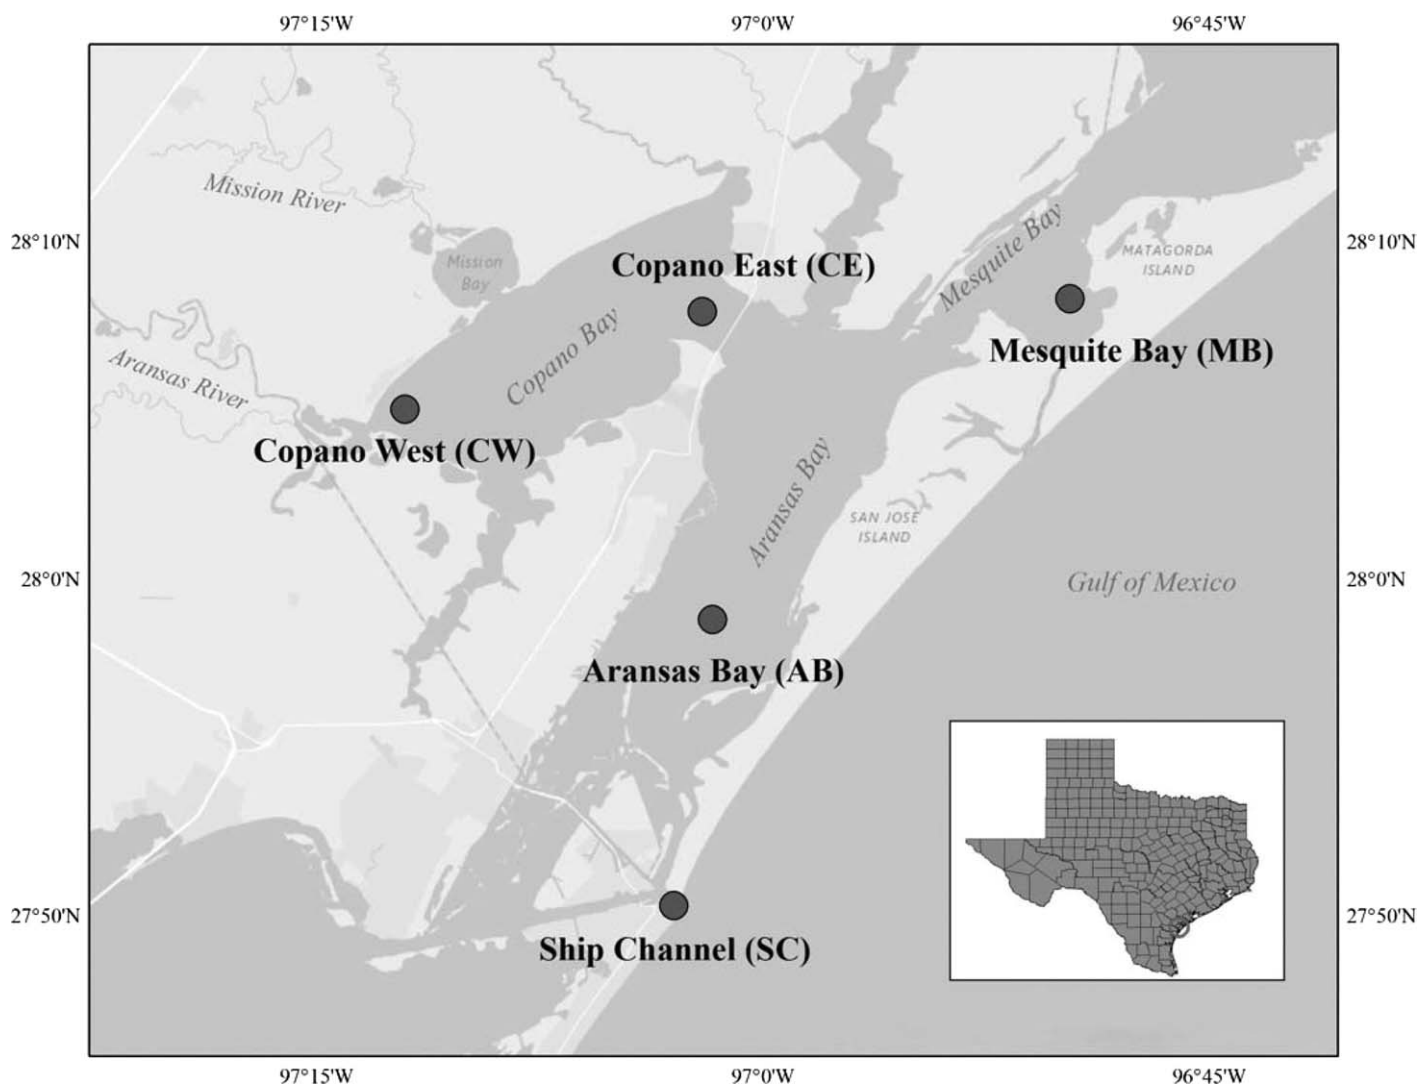 97°15'W 97°0'W 96°45'W
Mission River
28°10'N
28°10'N
Mission
Bay
Copano East (CE)
Mesquite Bay
MATAGORDA
ISLAND
Mesquite Bay (MB)
Copano Bay
Aransas River
Copano West (CW)
Aransas Bay
SAN JOSE
ISLAND
28°0'N
28°0'N
Gulf of Mexico
Aransas Bay (AB)
27°50'N
27°50'N
Ship Channel (SC)
97°15'W 97°0'W 96°45'W